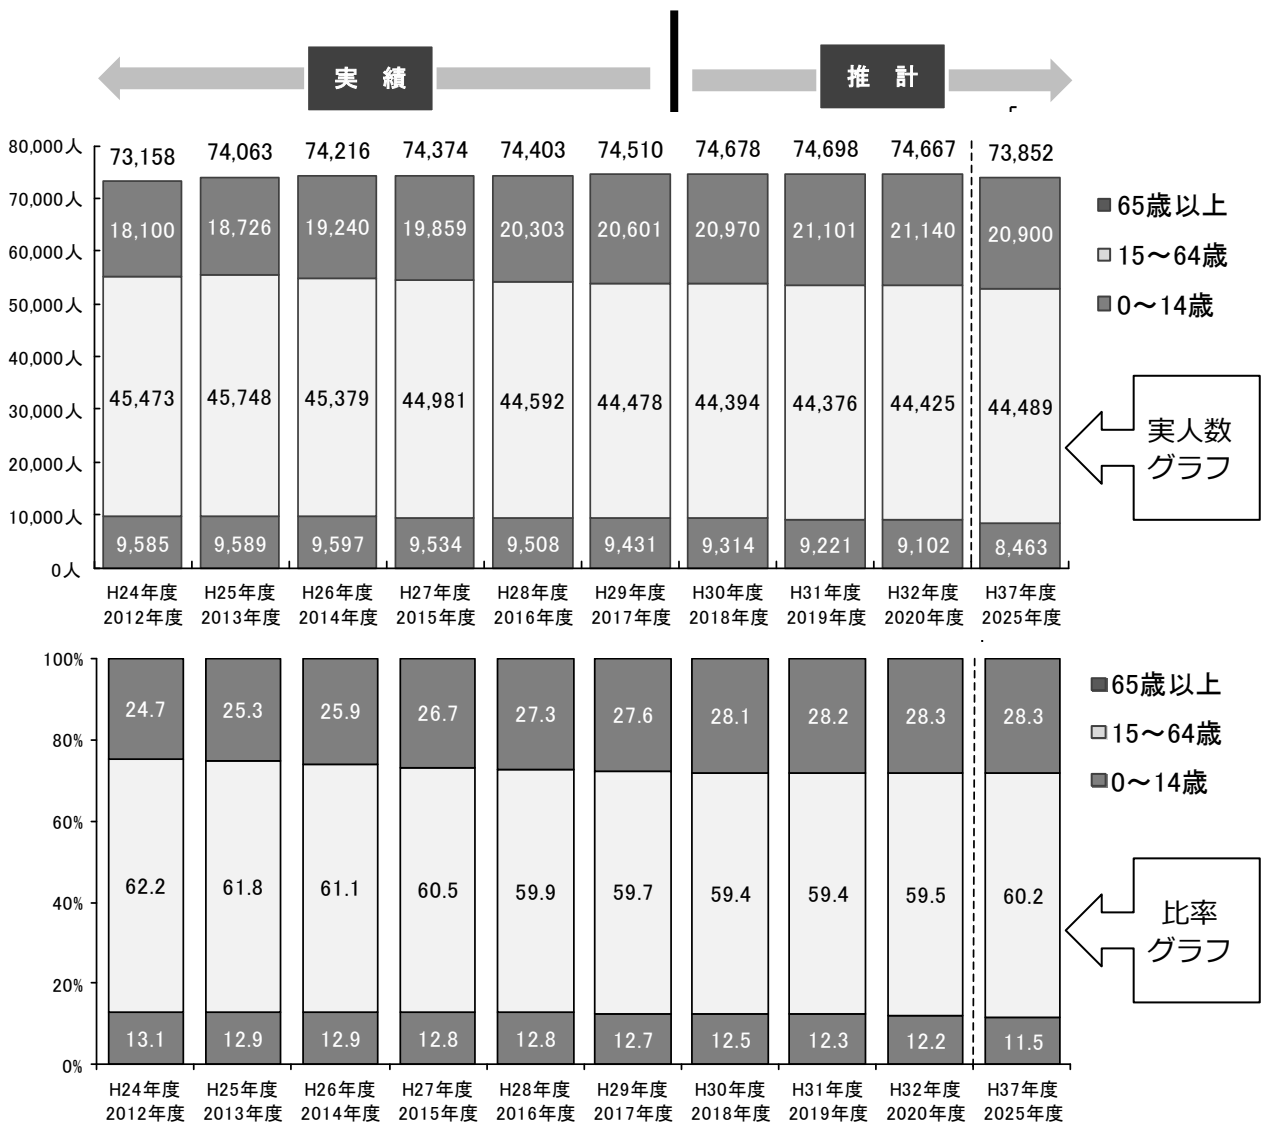 実 績
推 計
80,000人
70,000人
60,000人
50,000人
40,000人
30,000人
20,000人
10,000人
0人
73,158 74,063 74,216 74,374 74,403 74,510 74,678 74,698 74,667 73,852
18,100 18,726 19,240 19,859 20,303 20,601 20,970 21,101 21,140 20,900
45,473 45,748 45,379 44,981 44,592 44,478 44,394 44,376 44,425 44,489
9,585 9,589 9,597 9,534 9,508 9,431 9,314 9,221 9,102 8,463
H24年度 H25年度 H26年度 H27年度 H28年度 H29年度 H30年度 H31年度 H32年度 H37年度
2012年度 2013年度 2014年度 2015年度 2016年度 2017年度 2018年度 2019年度 2020年度 2025年度
65歳以上
15～64歳
0～14歳
実人数
グラフ
100%
80%
60%
40%
20%
0%
24.7 25.3 25.9 26.7 27.3 27.6 28.1 28.2 28.3 28.3
62.2 61.8 61.1 60.5 59.9 59.7 59.4 59.4 59.5 60.2
13.1 12.9 12.9 12.8 12.8 12.7 12.5 12.3 12.2 11.5
H24年度 H25年度 H26年度 H27年度 H28年度 H29年度 H30年度 H31年度 H32年度 H37年度
2012年度 2013年度 2014年度 2015年度 2016年度 2017年度 2018年度 2019年度 2020年度 2025年度
65歳以上
15～64歳
0～14歳
比率
グラフ